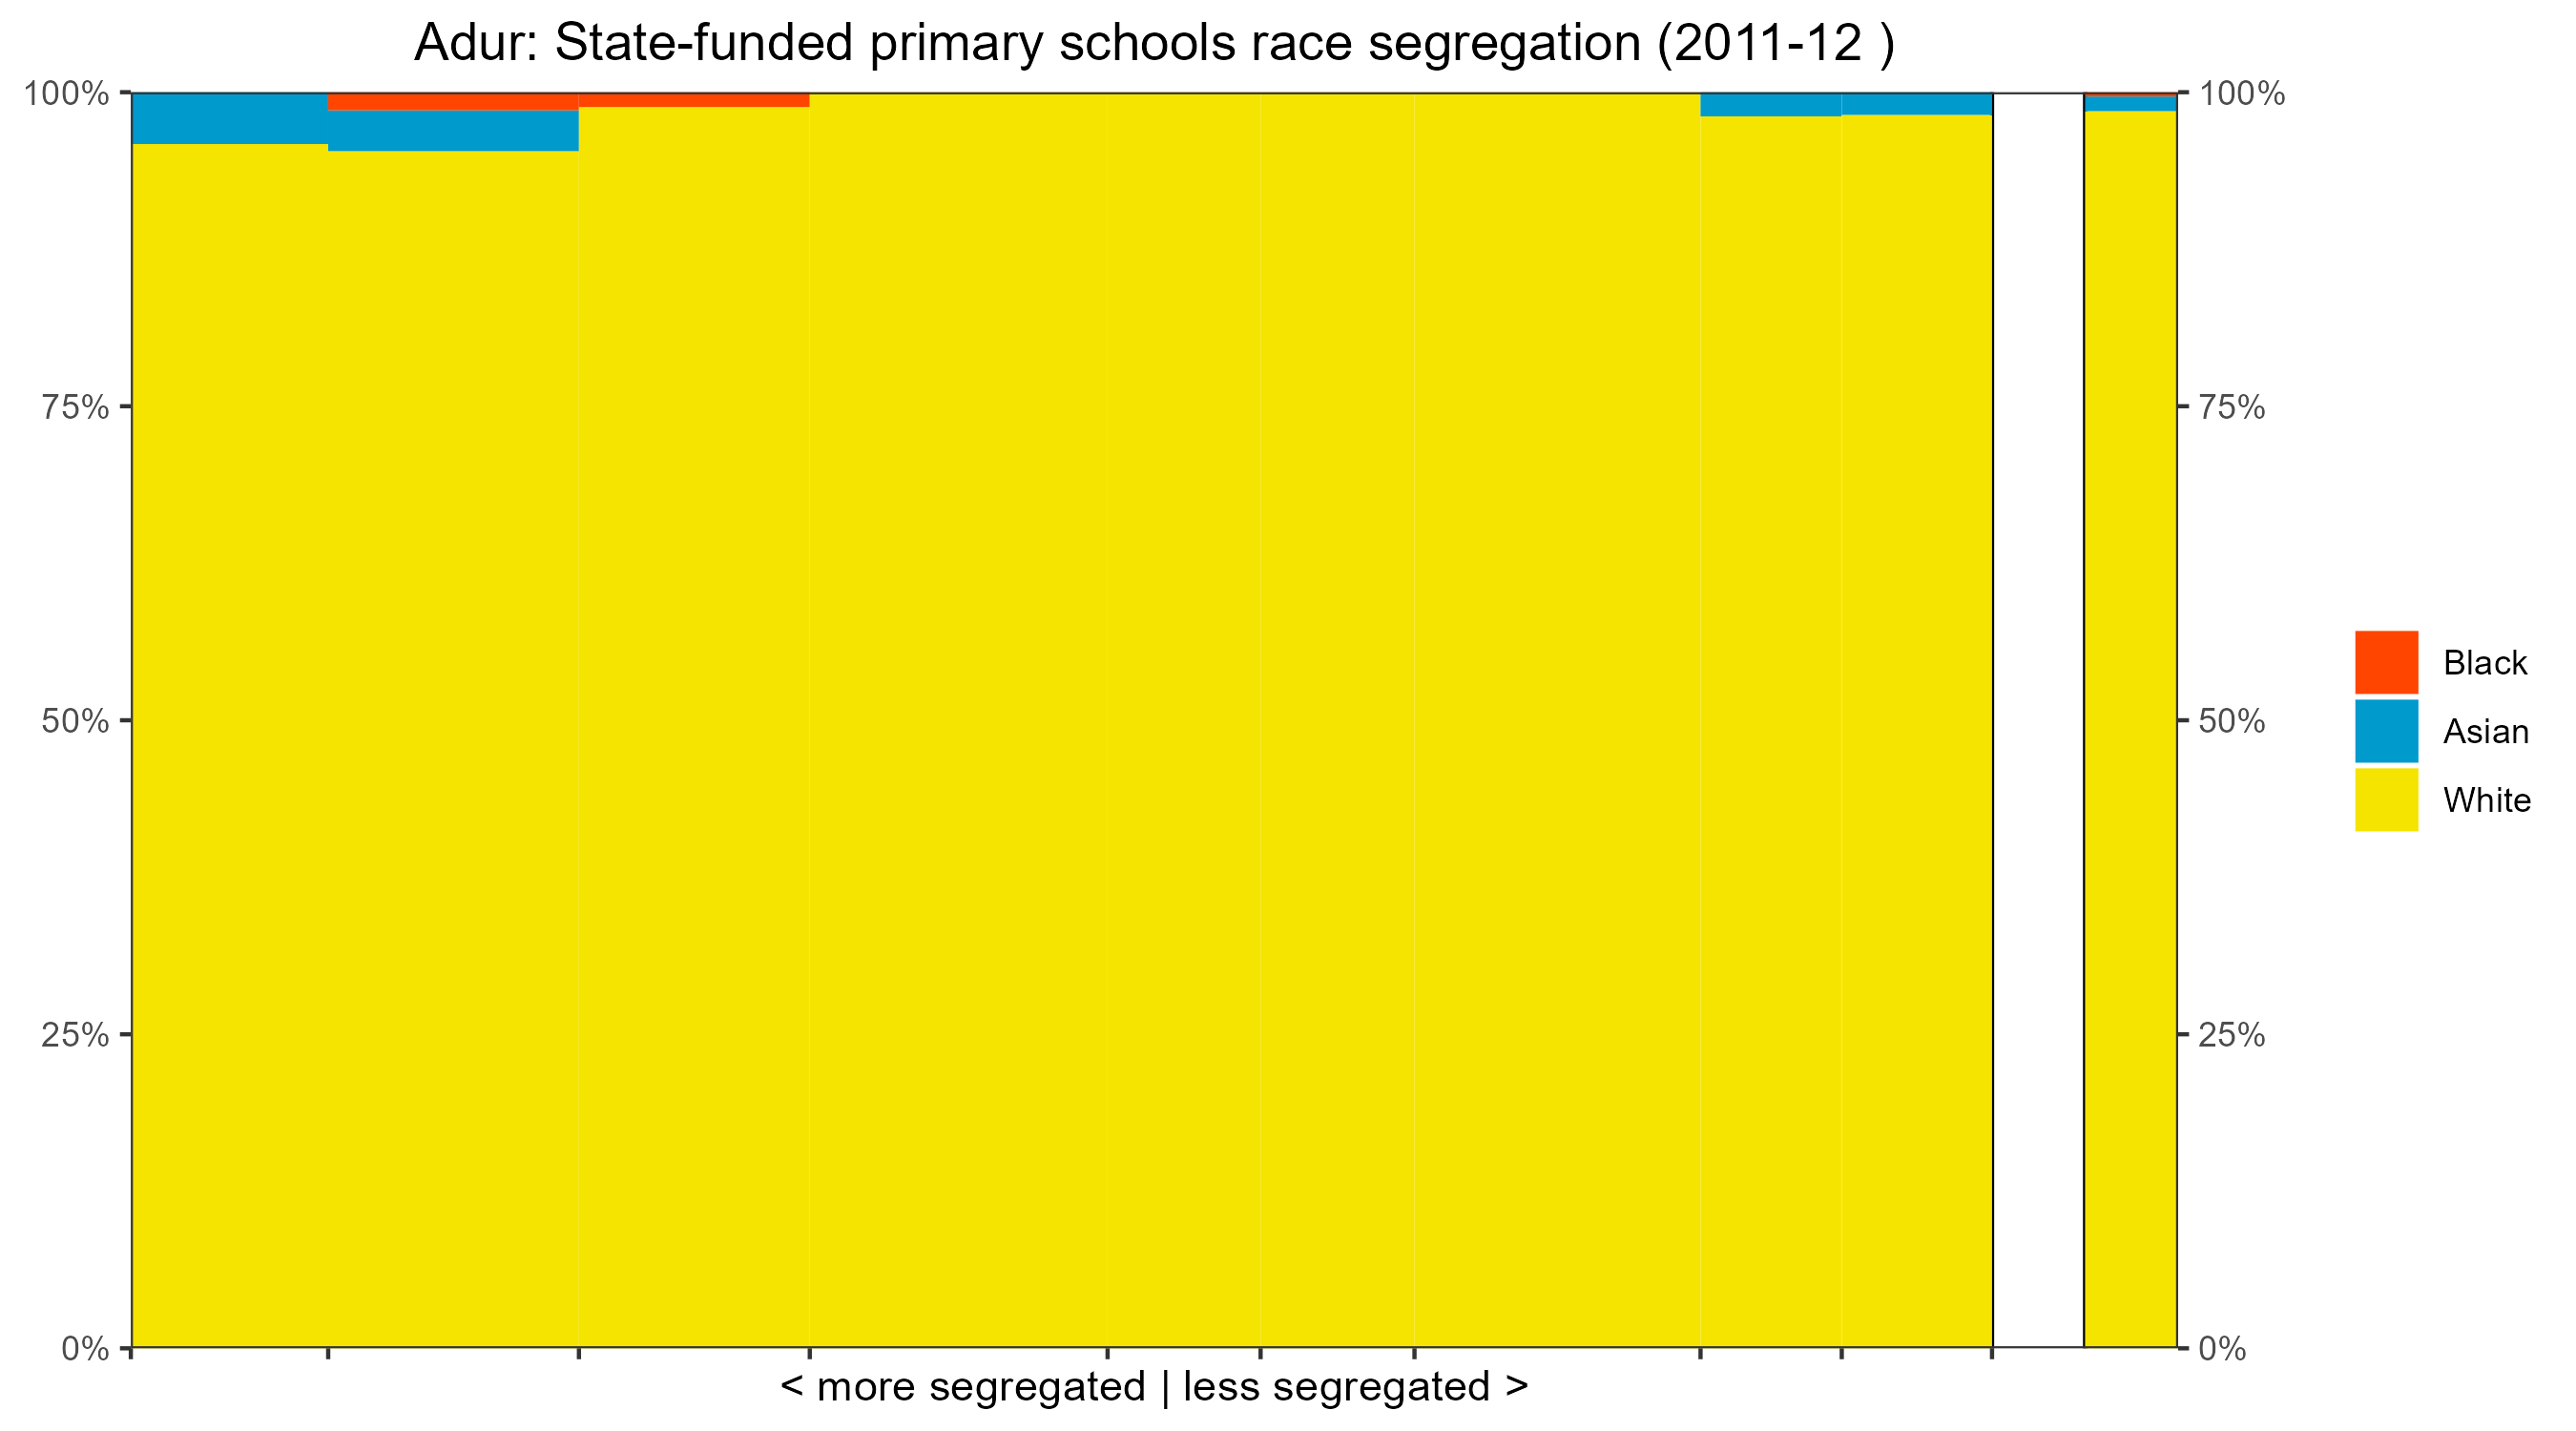 Adur: State-funded primary schools race segregation (2011-12 )
100%
75%
50%
25%
0%
100%
75%
50%
25%
0%
< more segregated | less segregated >
Black
Asian
White